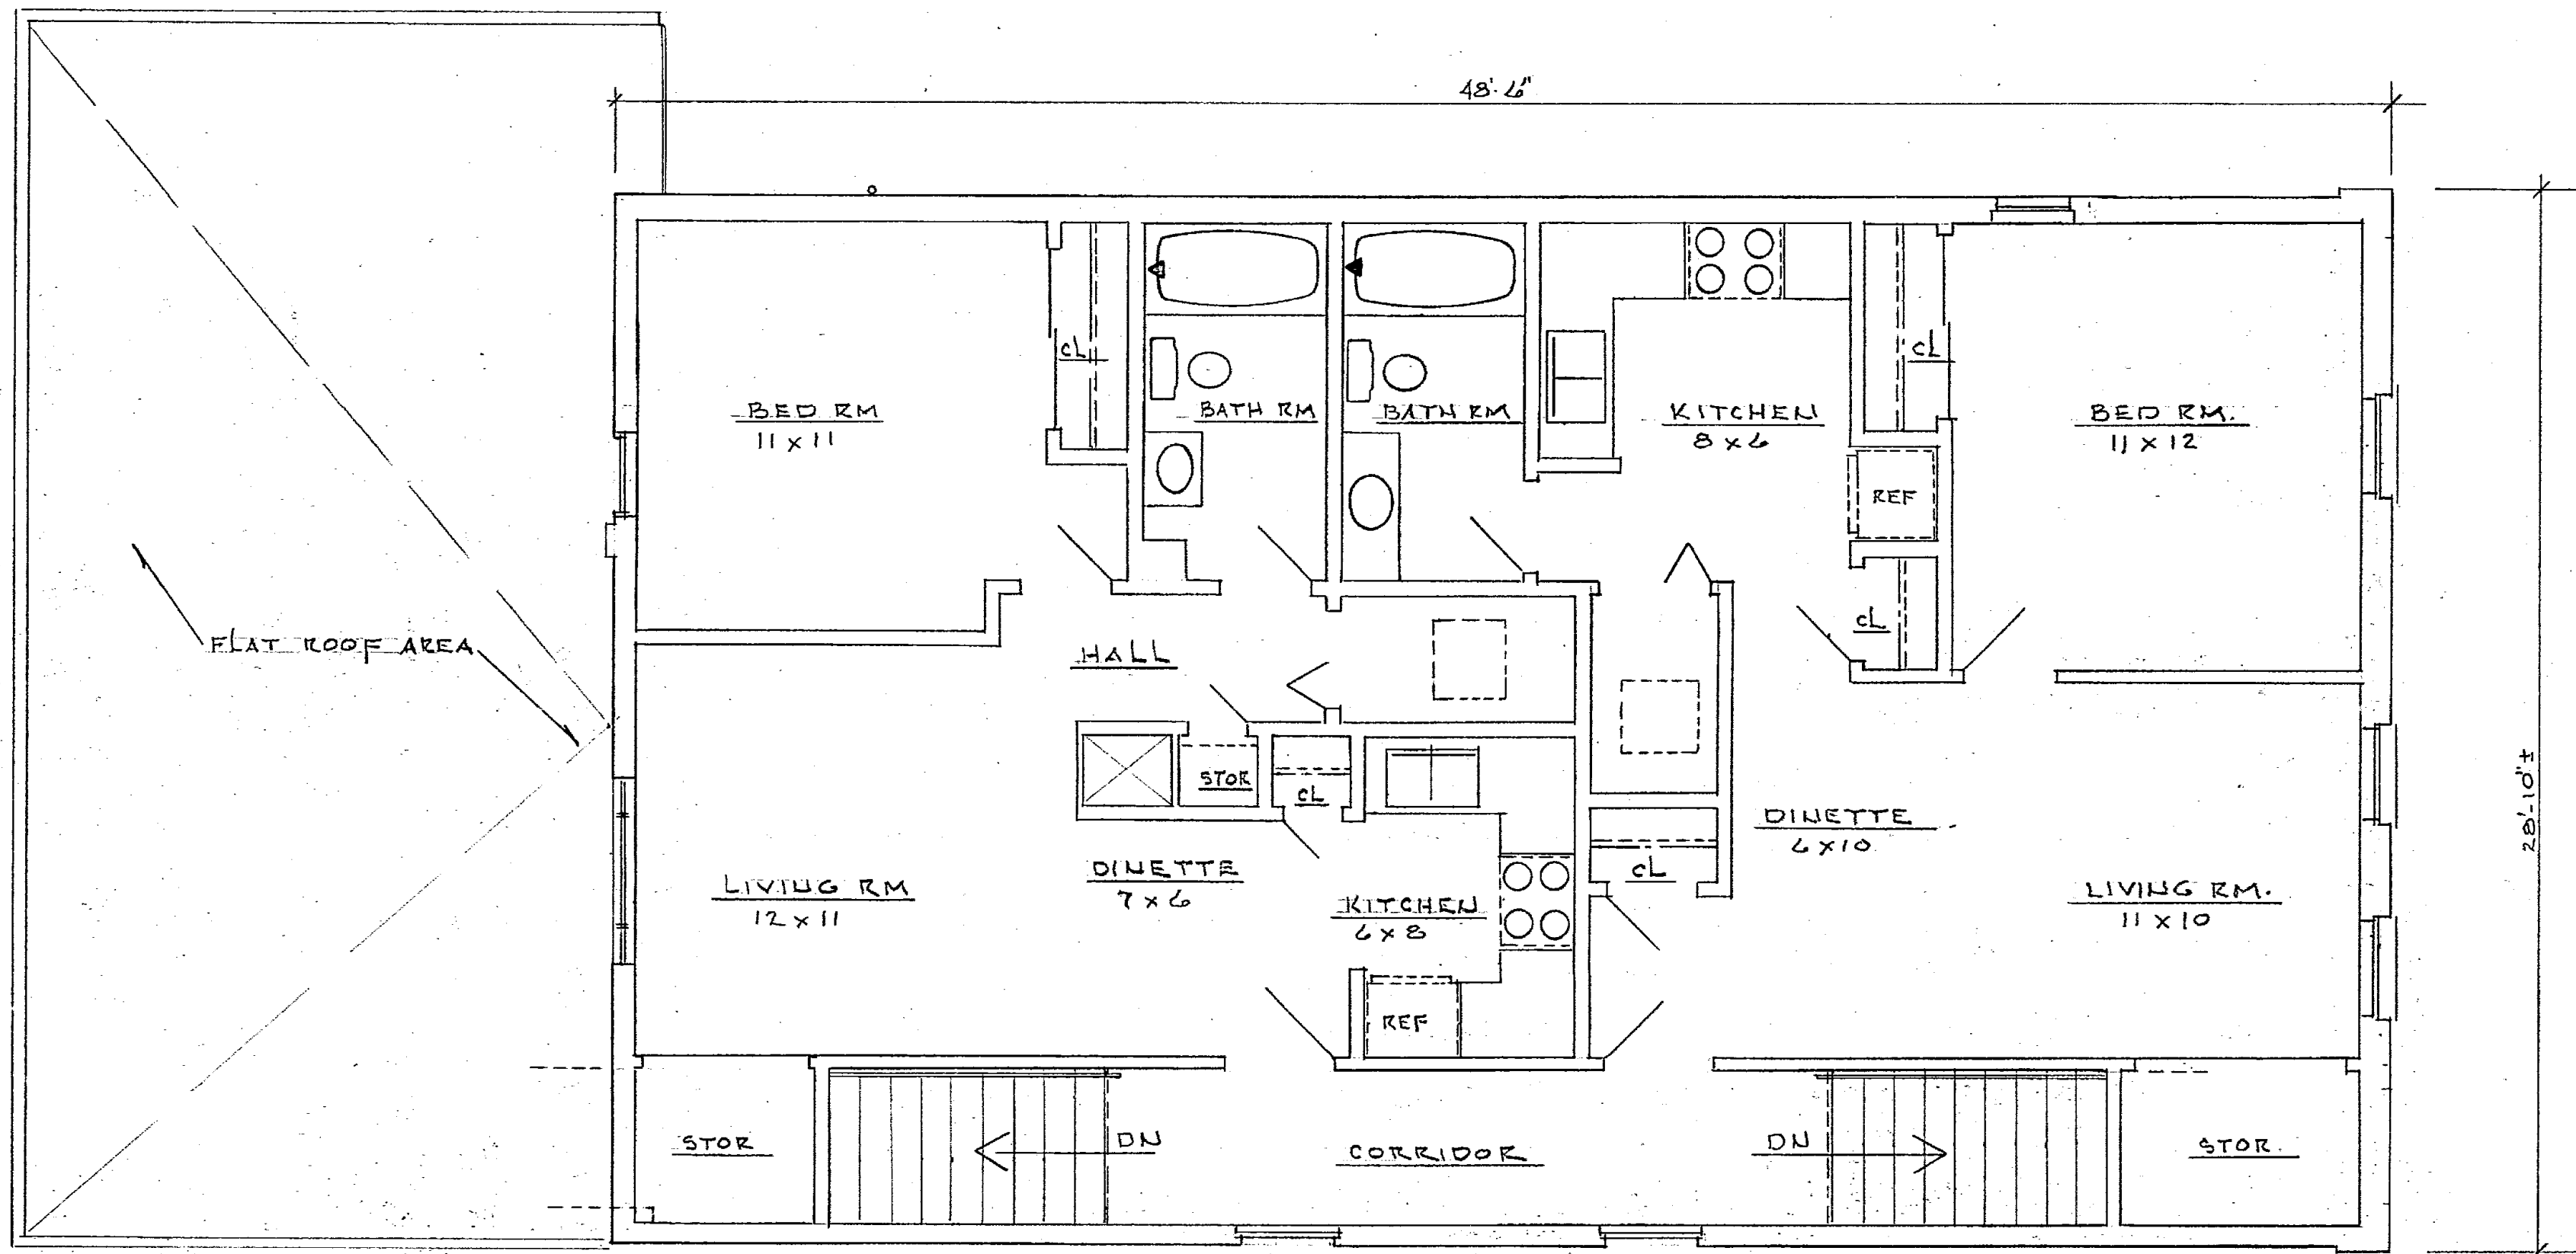 48'-6"
CL
CL
BED RM
11 x 11
BATH RM
BATH RM
KITCHEN
8 x 6
BED RM.
11 x 12
REF
CL
FLAT ROOF AREA
HALL
STOR
CL
28'-10"±
DINETTE
6 x 10
DINETTE
7 x 6
CL
LIVING RM
12 x 11
KITCHEN
6 x 8
LIVING RM.
11 x 10
REF
STOR
DN
CORRIDOR
DN
STOR.